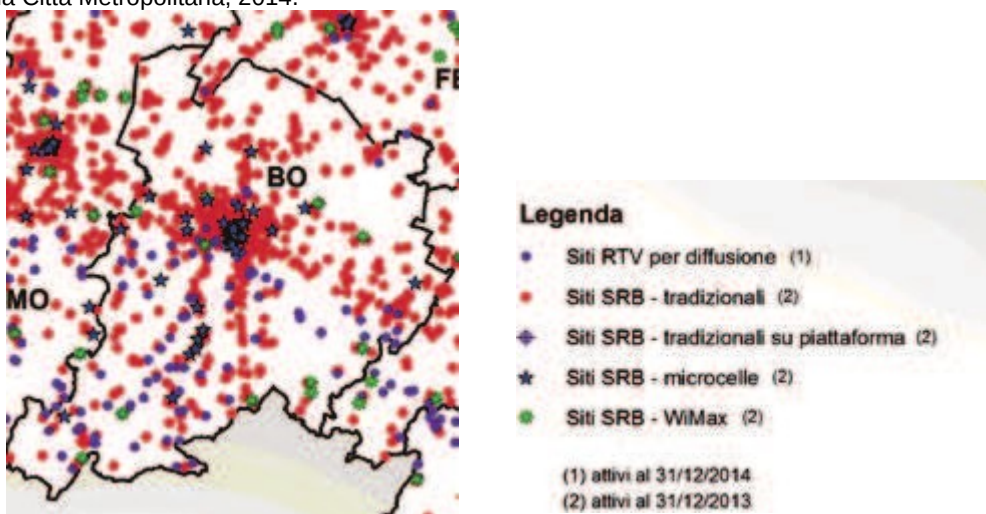 la Città Metropolitana, 2014.
FE
BO
MO
Legenda
Siti RTV per diffusione (1)
Siti SRB - tradizionali (2)
Siti SRB - tradizionali su piattaforma (2)
Siti SRB - microcelle (2)
Siti SRB - WiMax (2)
(1) attivi al 31/12/2014
(2) attivi al 31/12/2013